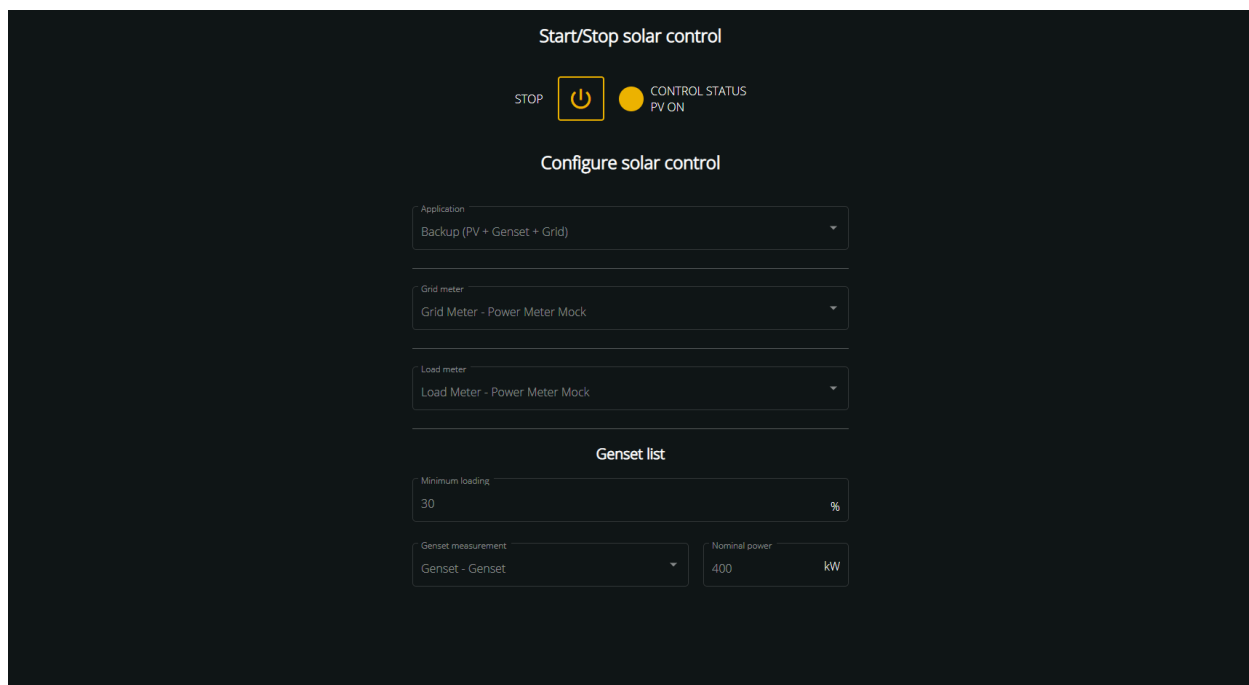 Start/Stop solar control
STOP
CONTROL STATUS
PV ON
Configure solar control
Application
Backup (PV + Genset + Grid)
Grid meter
Grid Meter - Power Meter Mock
Load meter
Load Meter - Power Meter Mock
Genset list
Minimum loading
30 %
Genset measurement
Genset - Genset
Nominal power
400 kW